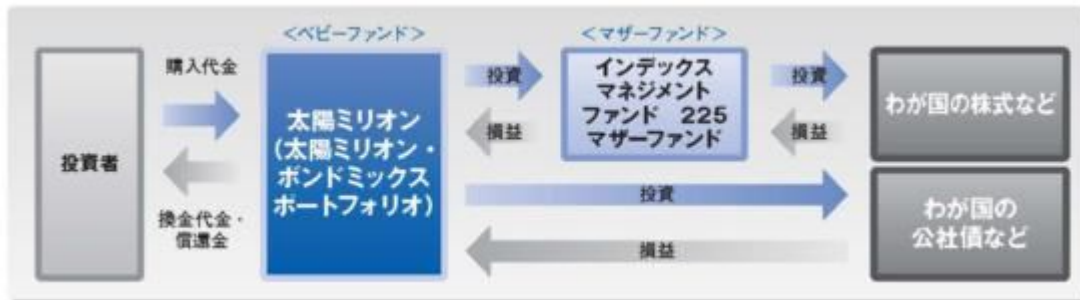 ＜ベビーファンド＞
＜マザーファンド＞
投資者
購入代金
換金代金・
償還金
太陽ミリオン
(太陽ミリオン・
ボンドミックス
ポートフォリオ)
投資
損益
インデックス
マネジメント
ファンド　225
マザーファンド
投資
損益
わが国の株式など
投資
損益
わが国の
公社債など